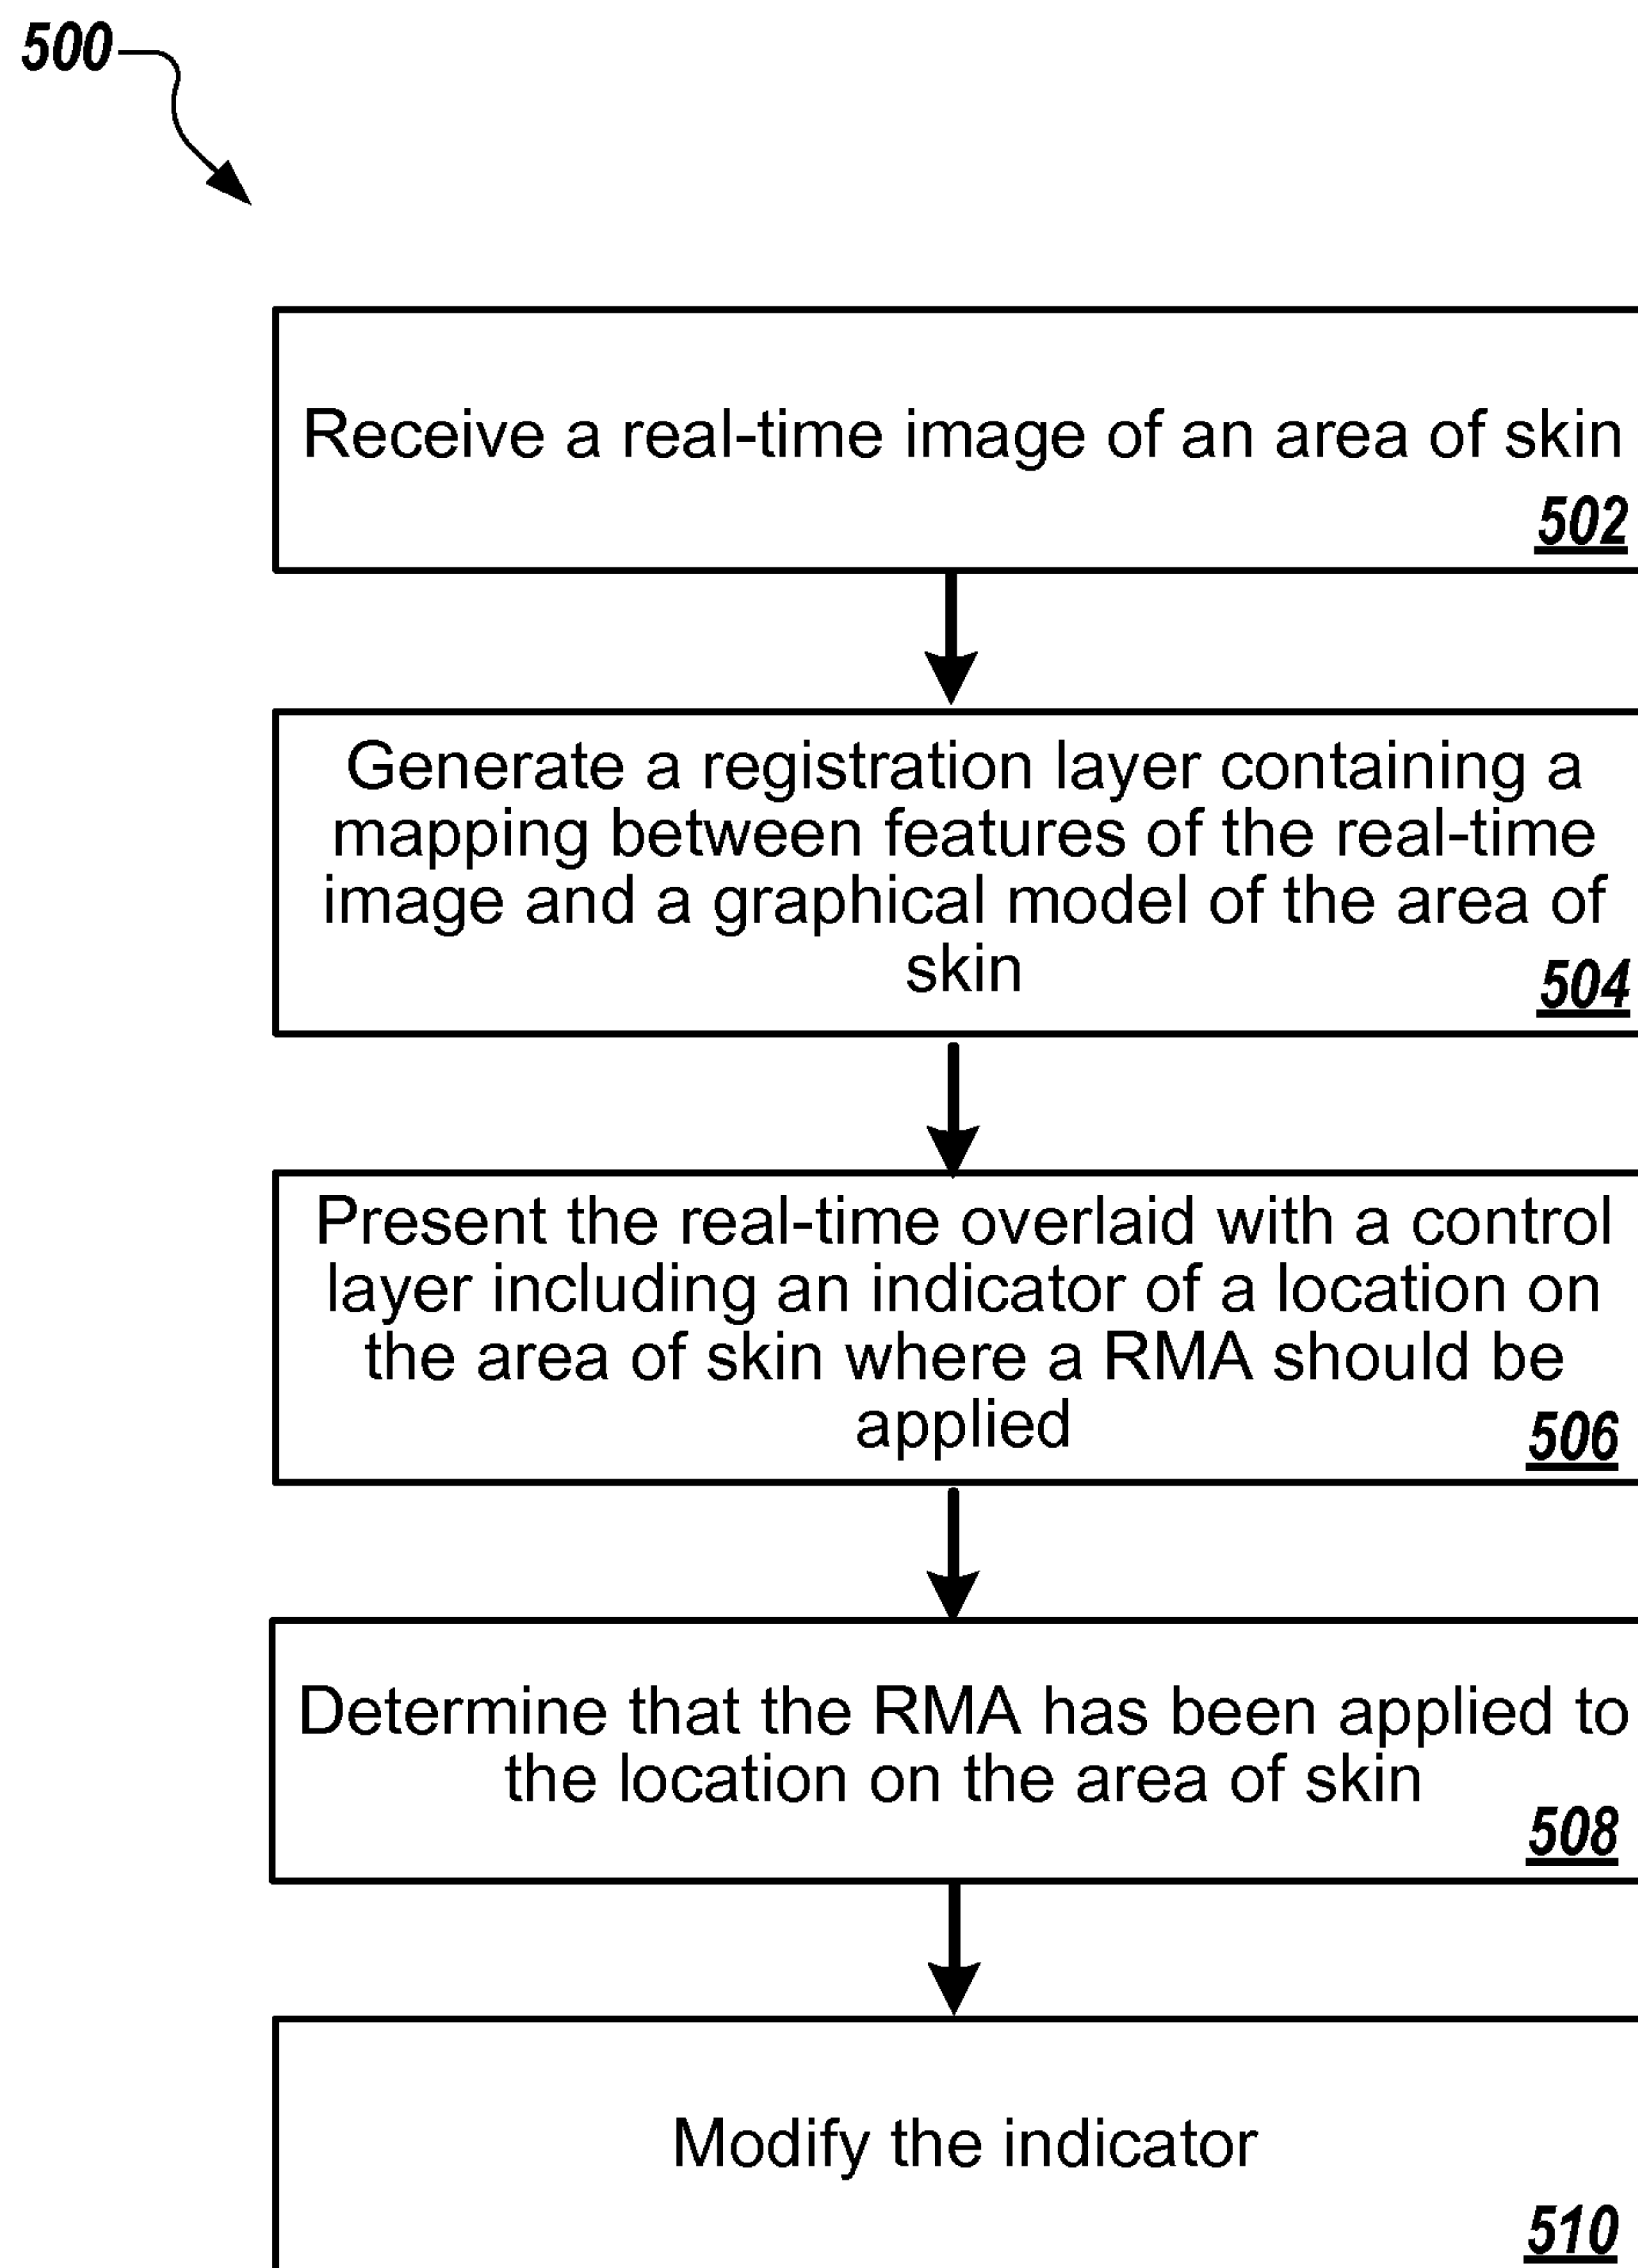 500
Receive a real-time image of an area of skin
502
Generate a registration layer containing a
mapping between features of the real-time
image and a graphical model of the area of
skin
504
Present the real-time overlaid with a control
layer including an indicator of a location on
the area of skin where a RMA should be
applied
506
Determine that the RMA has been applied to
the location on the area of skin
508
Modify the indicator
510